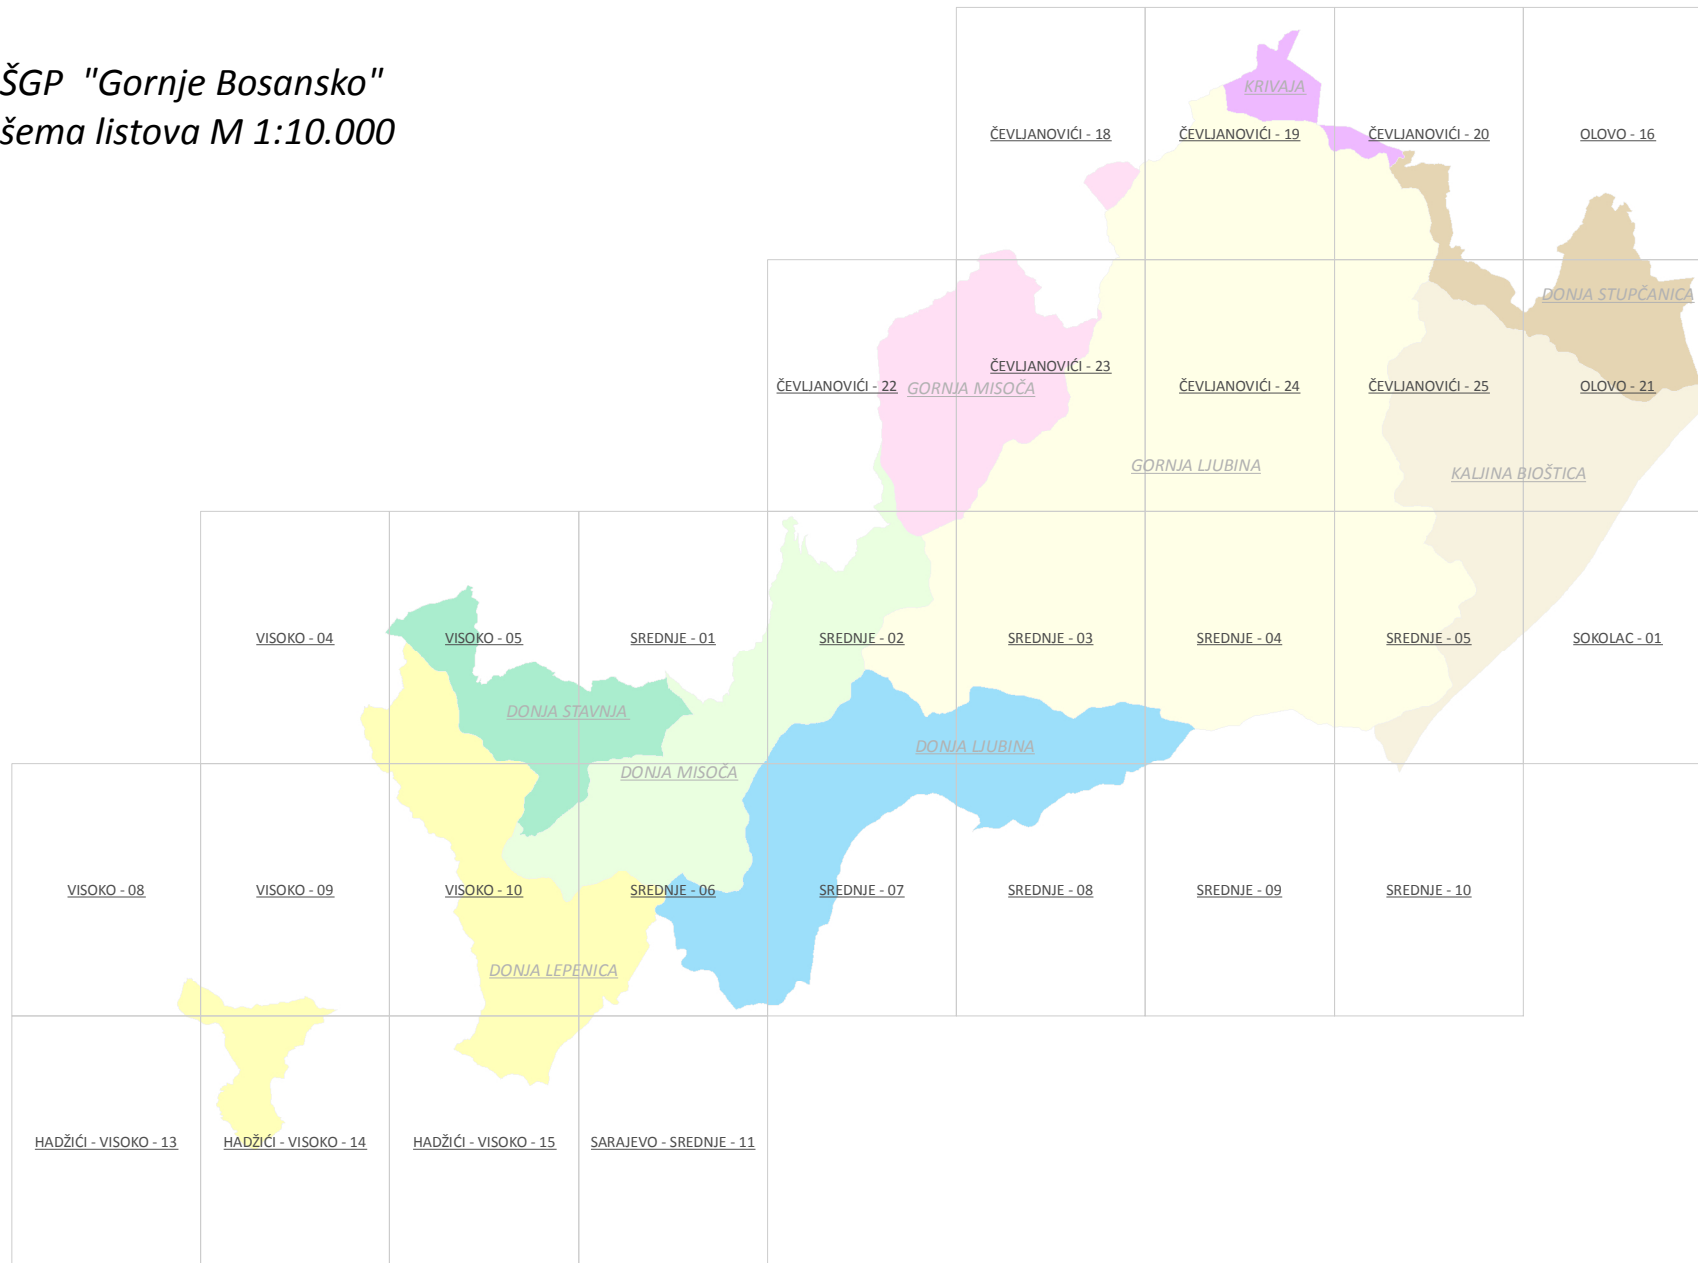 ŠGP "Gornje Bosansko"
šema listova M 1:10.000
KRIVAJA
ČEVLJANOVIĆI - 18
ČEVLJANOVIĆI - 19
ČEVLJANOVIĆI - 20
OLOVO - 16
DONJA STUPČANICA
ČEVLJANOVIĆI - 22
GORNJA MISOČA
ČEVLJANOVIĆI - 23
ČEVLJANOVIĆI - 24
ČEVLJANOVIĆI - 25
OLOVO - 21
GORNJA LJUBINA
KALJINA BIOŠTICA
VISOKO - 04
VISOKO - 05
SREDNJE - 01
SREDNJE - 02
SREDNJE - 03
SREDNJE - 04
SREDNJE - 05
SOKOLAC - 01
DONJA STAVNJA
DONJA LJUBINA
DONJA MISOČA
VISOKO - 08
VISOKO - 09
VISOKO - 10
SREDNJE - 06
SREDNJE - 07
SREDNJE - 08
SREDNJE - 09
SREDNJE - 10
DONJA LEPENICA
HADŽIĆI - VISOKO - 13
HADŽIĆI - VISOKO - 14
HADŽIĆI - VISOKO - 15
SARAJEVO - SREDNJE - 11